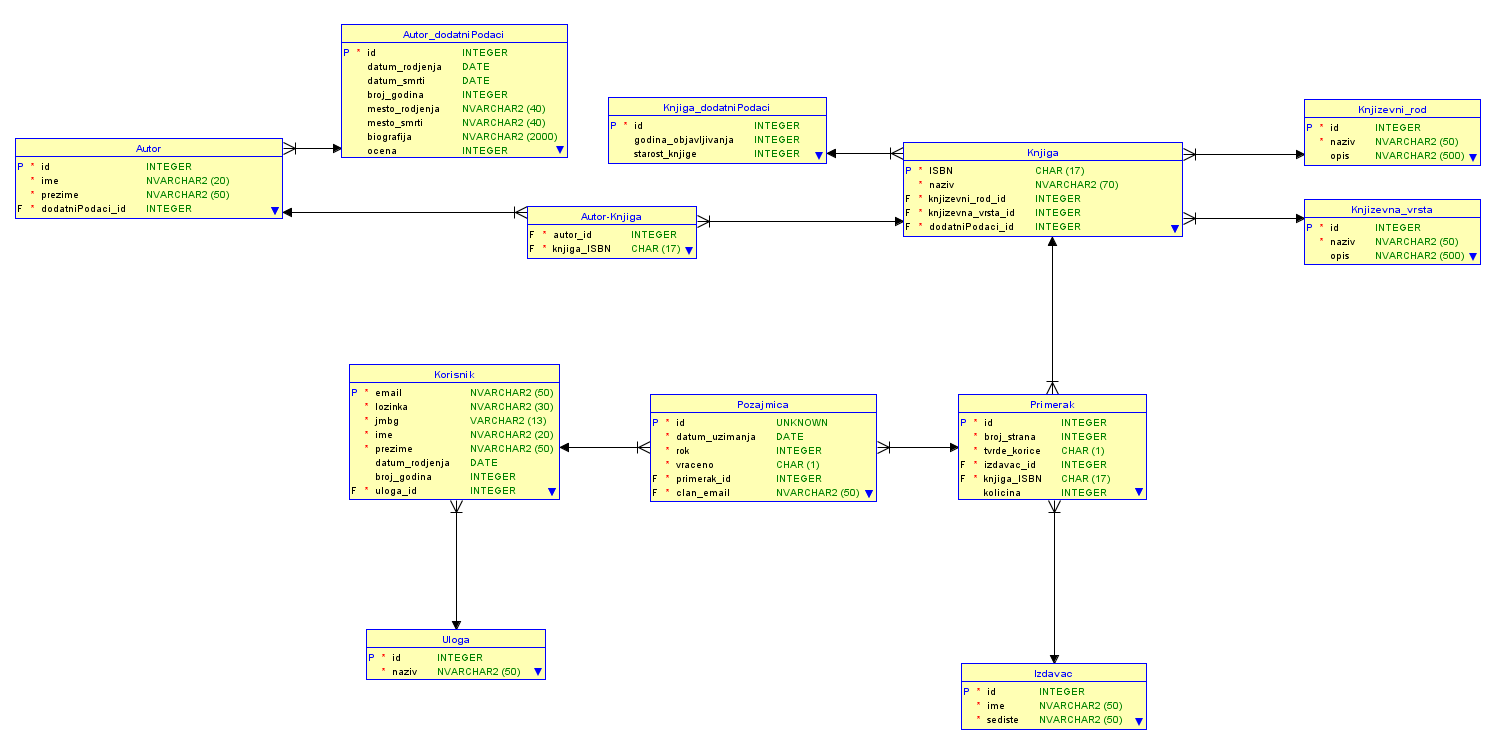 Autor_dodatniPodaci
P * id INTEGER
datum_rodjenja DATE
datum_smrti DATE
broj_godina INTEGER
mesto_rodjenja NVARCHAR2 (40)
mesto_smrti NVARCHAR2 (40)
biografija NVARCHAR2 (2000)
ocena INTEGER
Knjiga_dodatniPodaci
P * id INTEGER
godina_objavljivanja INTEGER
starost_knjige INTEGER
Knjizevni_rod
P * id INTEGER
* naziv NVARCHAR2 (50)
opis NVARCHAR2 (500)
Autor
P * id INTEGER
* ime NVARCHAR2 (20)
* prezime NVARCHAR2 (50)
F * dodatniPodaci_id INTEGER
Knjiga
P * ISBN CHAR (17)
* naziv NVARCHAR2 (70)
F * knjizevni_rod_id INTEGER
F * knjizevna_vrsta_id INTEGER
F * dodatniPodaci_id INTEGER
Knjizevna_vrsta
P * id INTEGER
* naziv NVARCHAR2 (50)
opis NVARCHAR2 (500)
Autor-Knjiga
F * autor_id INTEGER
F * knjiga_ISBN CHAR (17)
Korisnik
P * email NVARCHAR2 (50)
* lozinka NVARCHAR2 (30)
* jmbg VARCHAR2 (13)
* ime NVARCHAR2 (20)
* prezime NVARCHAR2 (50)
datum_rodjenja DATE
broj_godina INTEGER
F * uloga_id INTEGER
Pozajmica
P * id UNKNOWN
* datum_uzimanja DATE
* rok INTEGER
* vraceno CHAR (1)
F * primerak_id INTEGER
F * clan_email NVARCHAR2 (50)
Primerak
P * id INTEGER
* broj_strana INTEGER
* tvrde_korice CHAR (1)
F * izdavac_id INTEGER
F * knjiga_ISBN CHAR (17)
kolicina INTEGER
Uloga
P * id INTEGER
* naziv NVARCHAR2 (50)
Izdavac
P * id INTEGER
* ime NVARCHAR2 (50)
* sediste NVARCHAR2 (50)